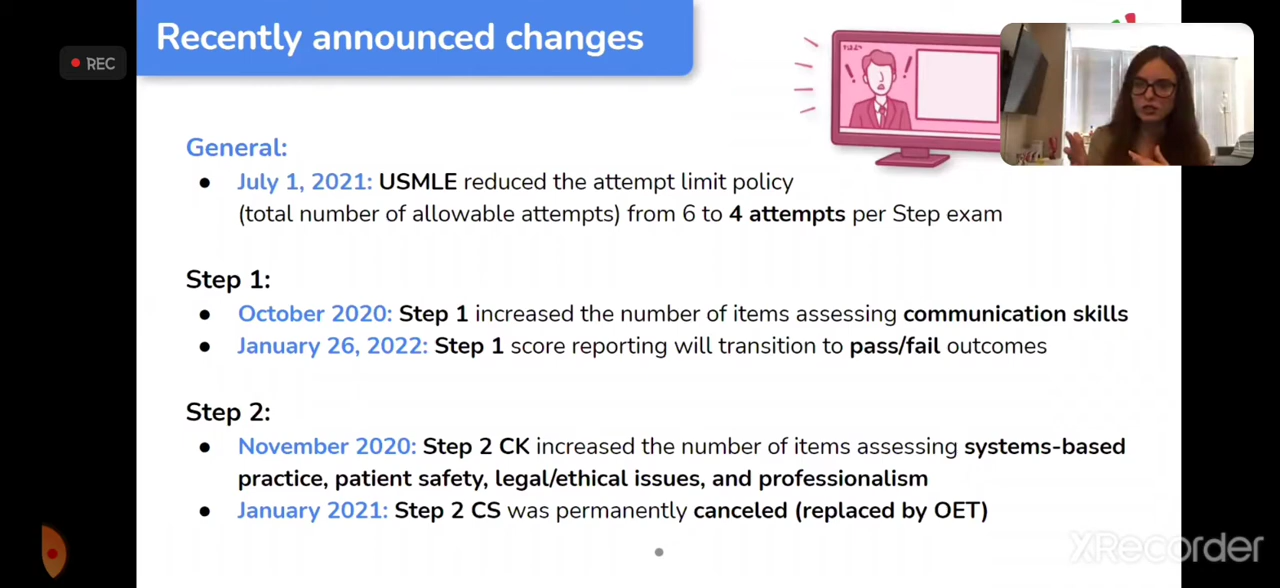 Recently announced changes
REC
General:
● July 1, 2021: USMLE reduced the attempt limit policy
(total number of allowable attempts) from 6 to 4 attempts per Step exam
Step 1:
● October 2020: Step 1 increased the number of items assessing communication skills
● January 26, 2022: Step 1 score reporting will transition to pass/fail outcomes
Step 2:
● November 2020: Step 2 CK increased the number of items assessing systems-based
practice, patient safety, legal/ethical issues, and professionalism
● January 2021: Step 2 CS was permanently canceled (replaced by OET)
XRecorder